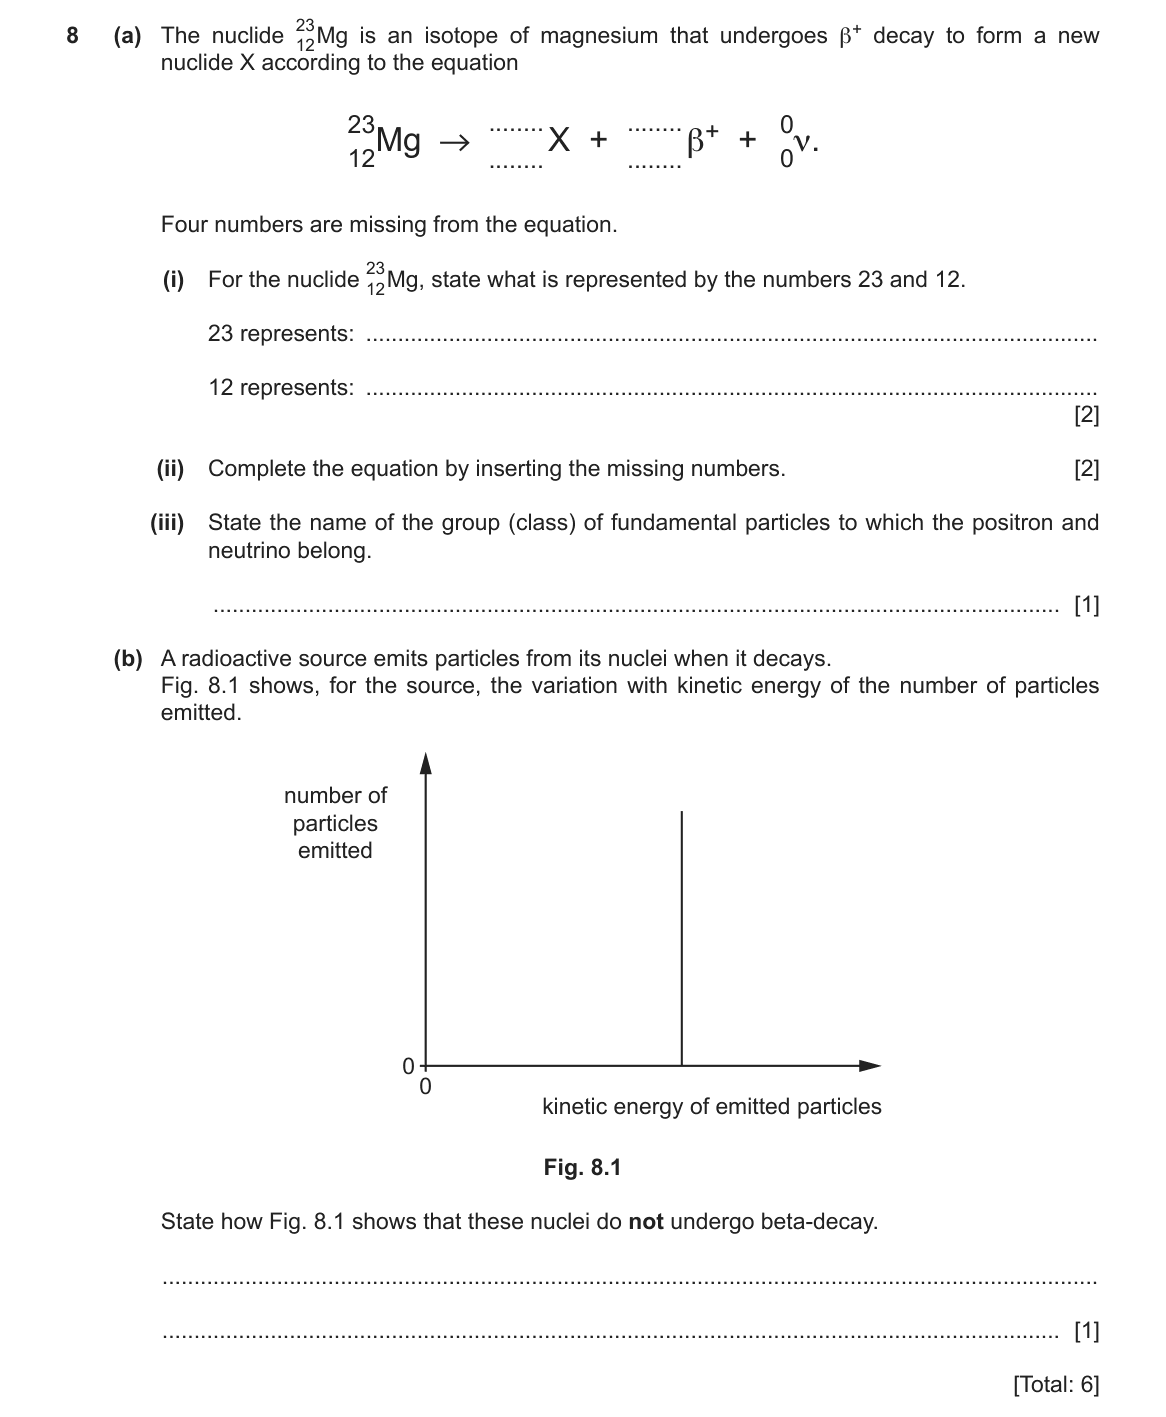 8 (a) The nuclide ²³₁₂Mg is an isotope of magnesium that undergoes β⁺ decay to form a new
nuclide X according to the equation
²³₁₂Mg → ........ ........ X + ........ ........ β⁺ + ⁰₀ν.
Four numbers are missing from the equation.
(i) For the nuclide ²³₁₂Mg, state what is represented by the numbers 23 and 12.
23 represents: ....................................................................................................................
12 represents: ....................................................................................................................
[2]
(ii) Complete the equation by inserting the missing numbers. [2]
(iii) State the name of the group (class) of fundamental particles to which the positron and
neutrino belong.
...................................................................................................................................... [1]
(b) A radioactive source emits particles from its nuclei when it decays.
Fig. 8.1 shows, for the source, the variation with kinetic energy of the number of particles
emitted.
number of
particles
emitted
0
0
kinetic energy of emitted particles
Fig. 8.1
State how Fig. 8.1 shows that these nuclei do not undergo beta-decay.
...................................................................................................................................................
.............................................................................................................................................. [1]
[Total: 6]